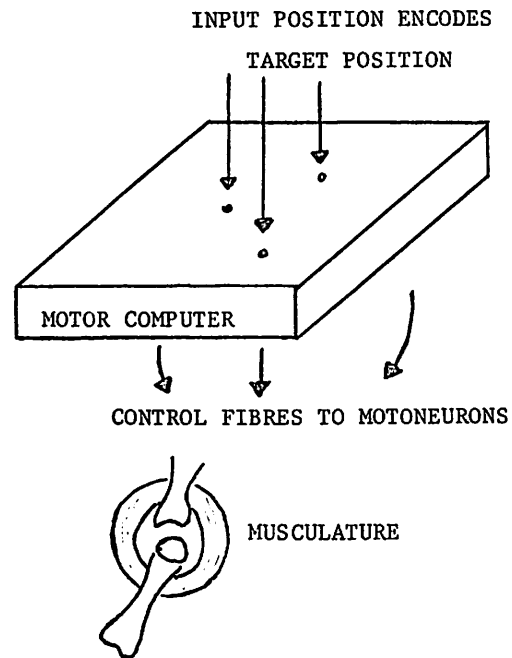 INPUT POSITION ENCODES
TARGET POSITION
MOTOR COMPUTER
CONTROL FIBRES TO MOTONEURONS
MUSCULATURE